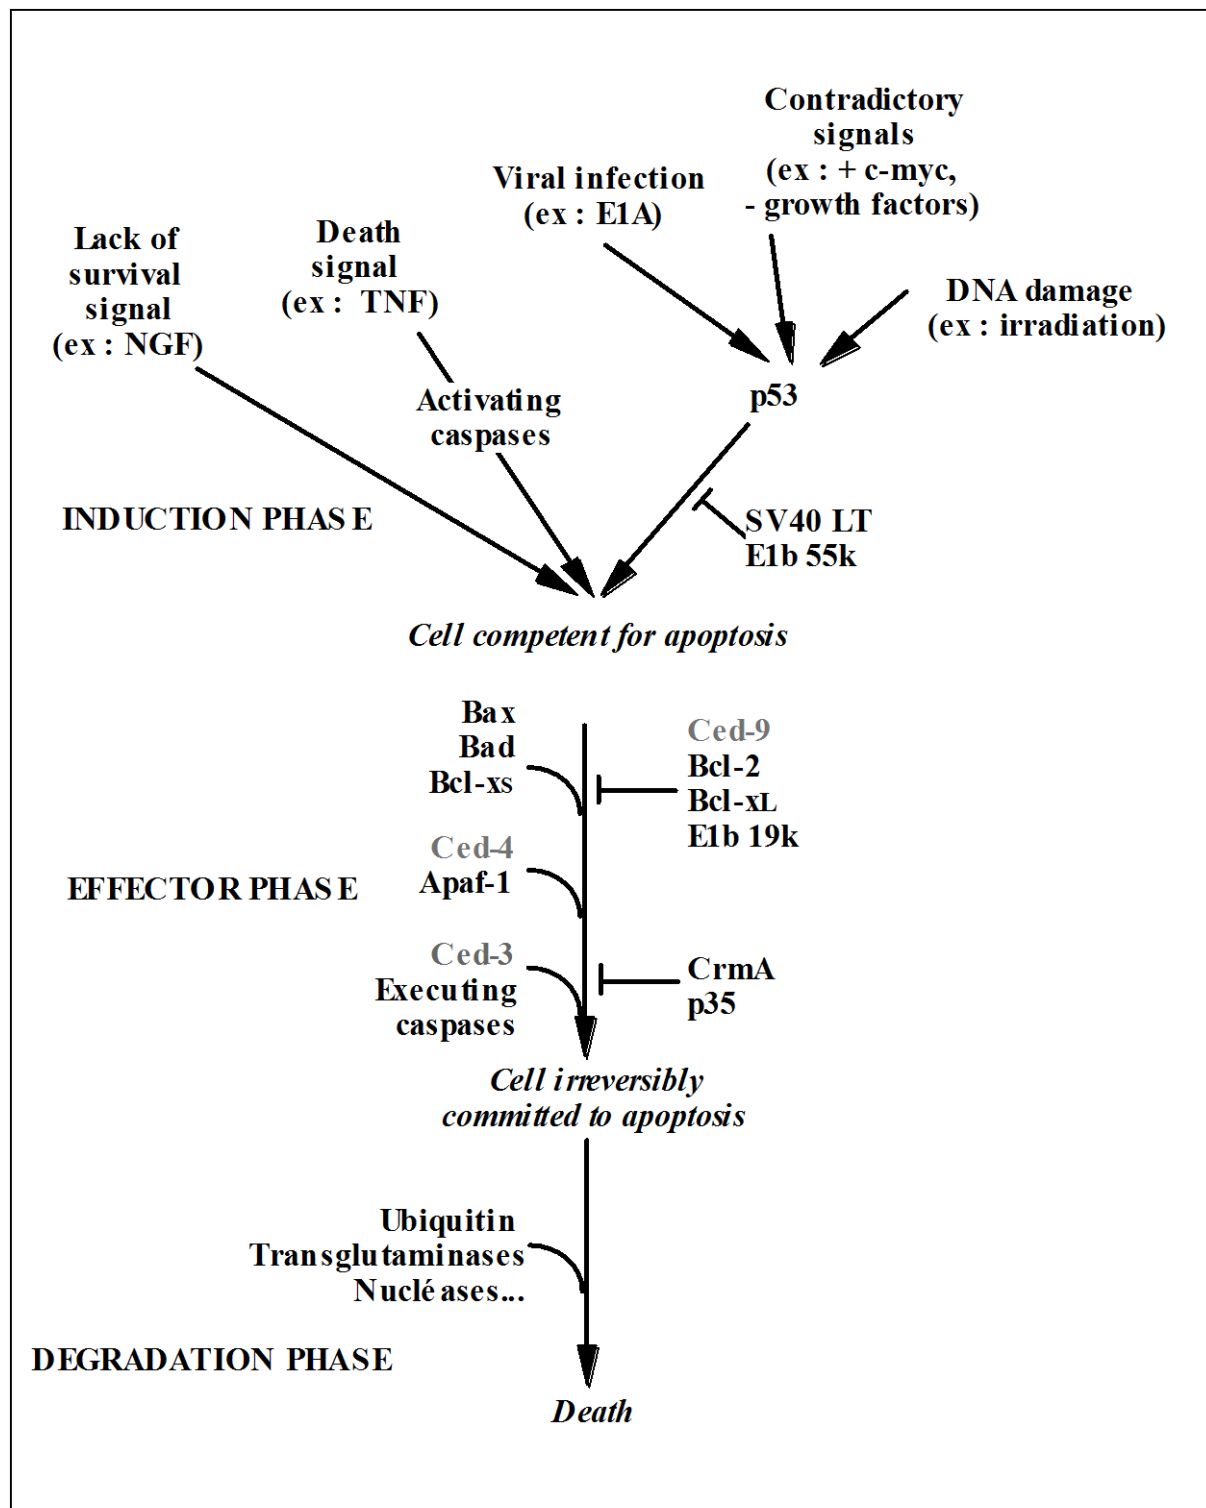 Contradictory
signals
(ex : + c-myc,
- growth factors)
Viral infection
(ex : E1A)
Death
signal
(ex : TNF)
Lack of
survival
signal
(ex : NGF)
DNA damage
(ex : irradiation)
p53
Activating
caspases
INDUCTION PHASE
SV40 LT
E1b 55k
Cell competent for apoptosis
Bax
Bad
Bcl-xS
Ced-9
Bcl-2
Bcl-xL
E1b 19k
Ced-4
Apaf-1
EFFECTOR PHASE
Ced-3
Executing
caspases
CrmA
p35
Cell irreversibly
committed to apoptosis
Ubiquitin
Transglutaminases
Nucléases...
DEGRADATION PHASE
Death